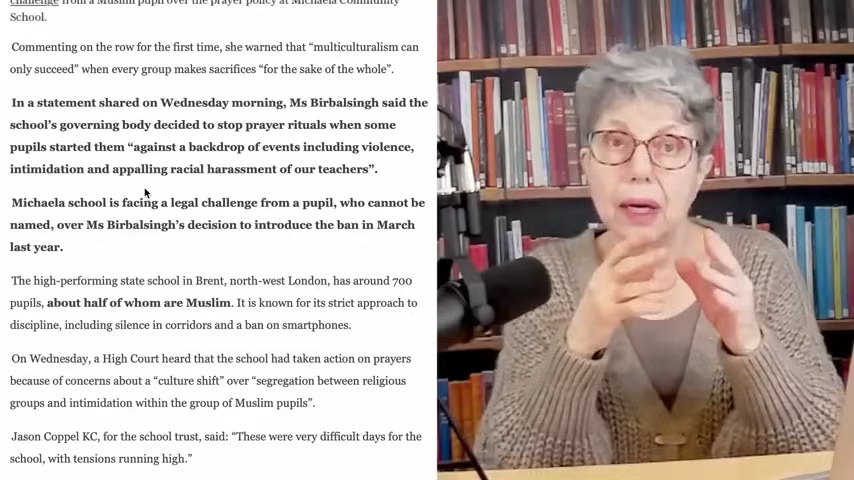 challenge from a Muslim pupil over the prayer policy at Michaela Community
School.
Commenting on the row for the first time, she warned that “multiculturalism can
only succeed” when every group makes sacrifices “for the sake of the whole”.
In a statement shared on Wednesday morning, Ms Birbalsingh said the
school’s governing body decided to stop prayer rituals when some
pupils started them “against a backdrop of events including violence,
intimidation and appalling racial harassment of our teachers”.
Michaela school is facing a legal challenge from a pupil, who cannot be
named, over Ms Birbalsingh’s decision to introduce the ban in March
last year.
The high-performing state school in Brent, north-west London, has around 700
pupils, about half of whom are Muslim. It is known for its strict approach to
discipline, including silence in corridors and a ban on smartphones.
On Wednesday, a High Court heard that the school had taken action on prayers
because of concerns about a “culture shift” over “segregation between religious
groups and intimidation within the group of Muslim pupils”.
Jason Coppel KC, for the school trust, said: “These were very difficult days for the
school, with tensions running high.”